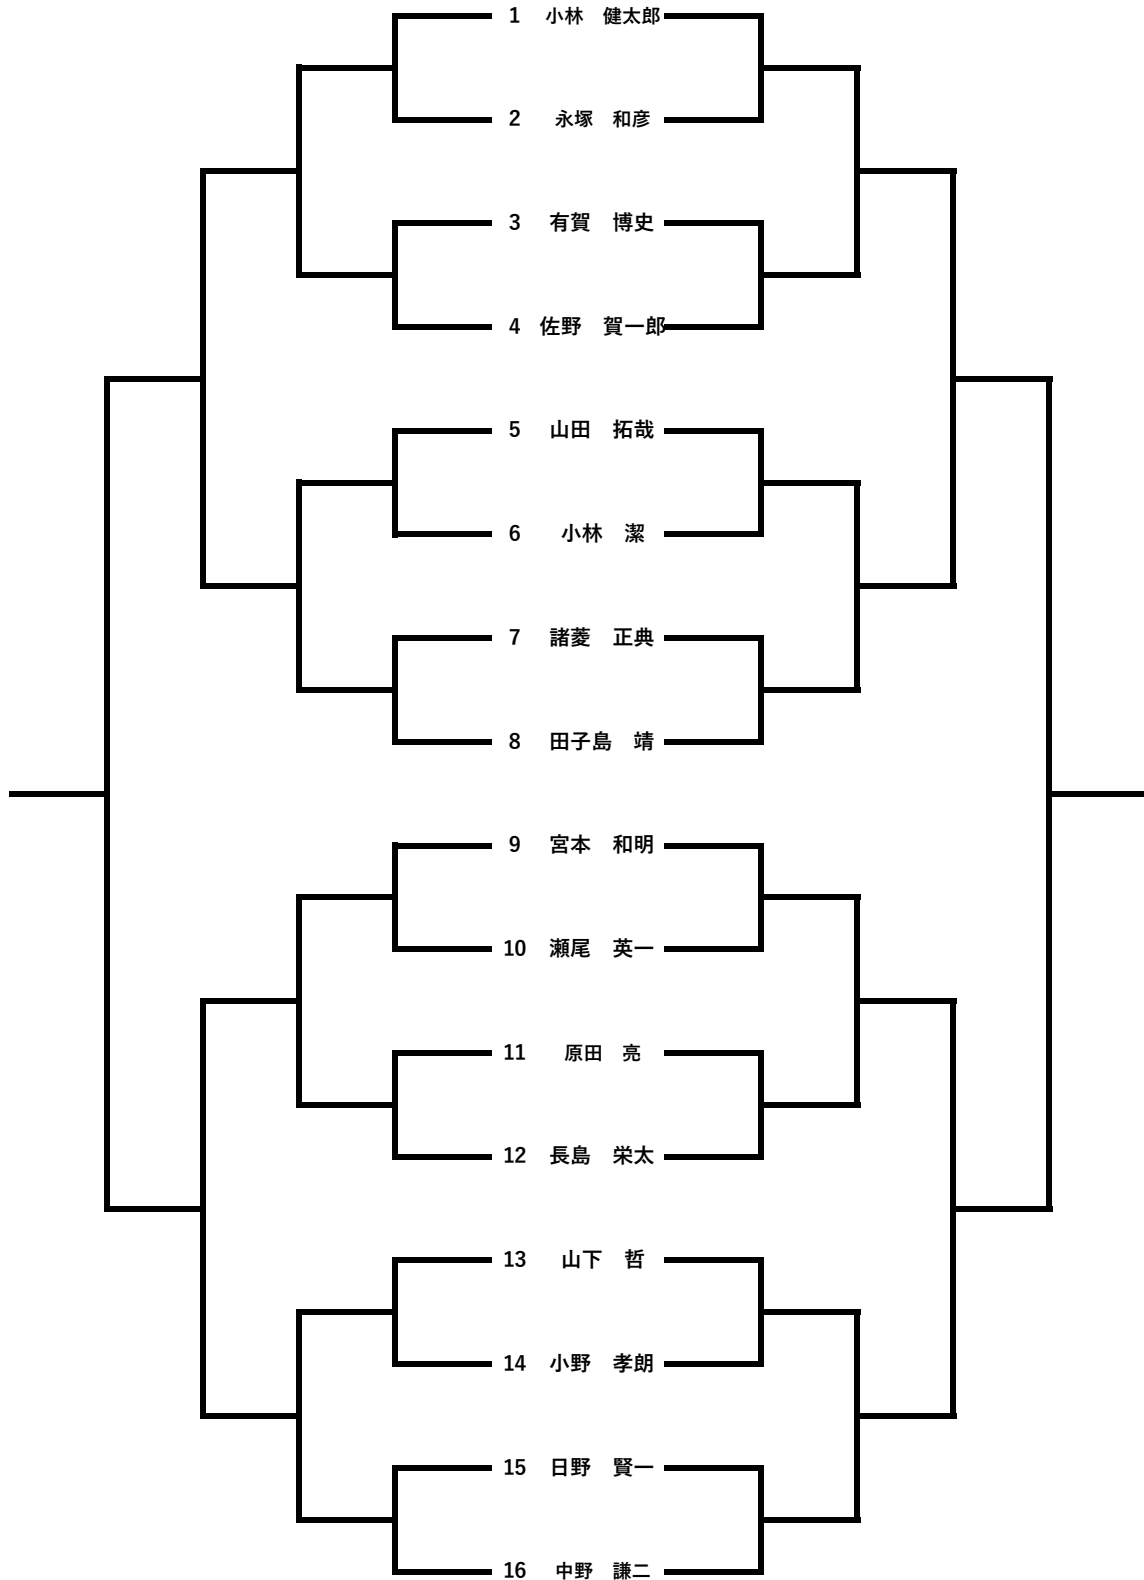 1 小林　健太郎
2 永塚　和彦
3 有賀　博史
4 佐野　賀一郎
5 山田　拓哉
6 小林　潔
7 諸菱　正典
8 田子島　靖
9 宮本　和明
10 瀬尾　英一
11 原田　亮
12 長島　栄太
13 山下　哲
14 小野　孝朗
15 日野　賢一
16 中野　謙二